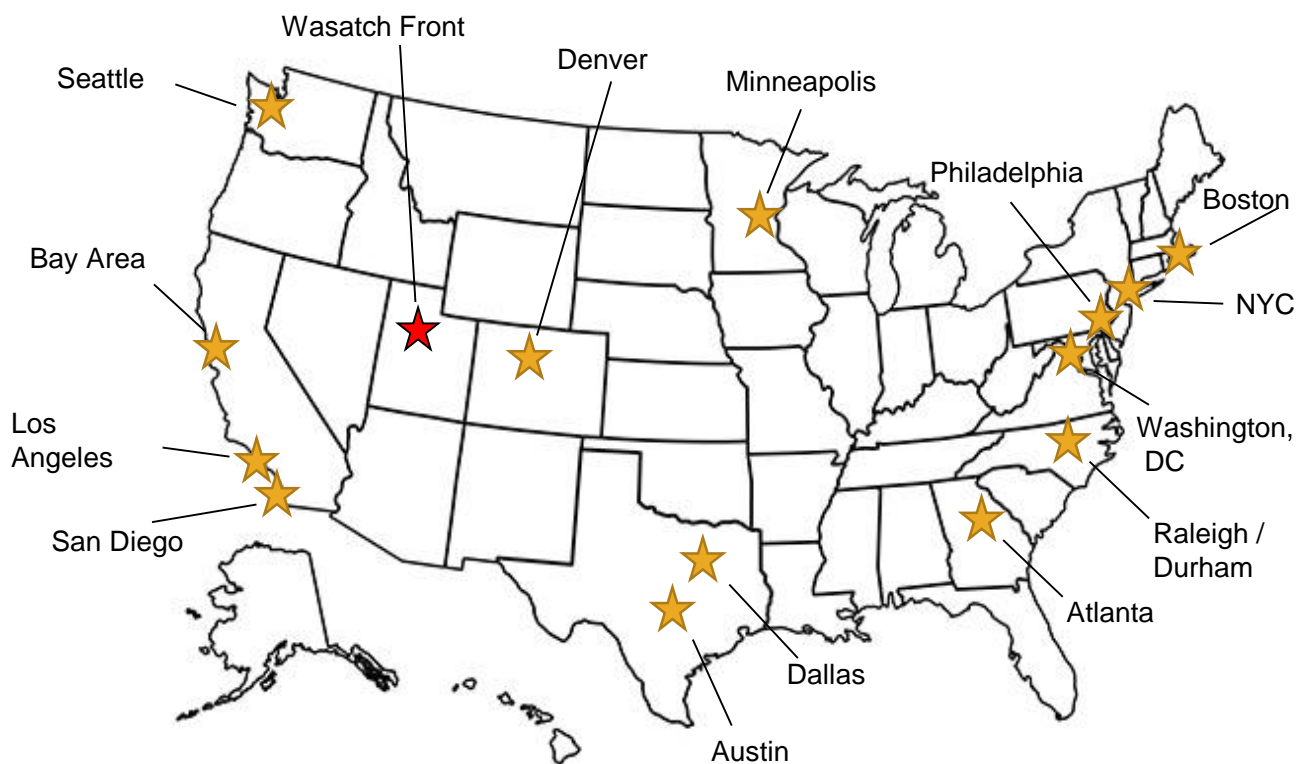 Wasatch Front
Seattle
Denver
Minneapolis
Philadelphia
Boston
Bay Area
NYC
Los
Angeles
Washington,
DC
San Diego
Raleigh /
Durham
Atlanta
Dallas
Austin